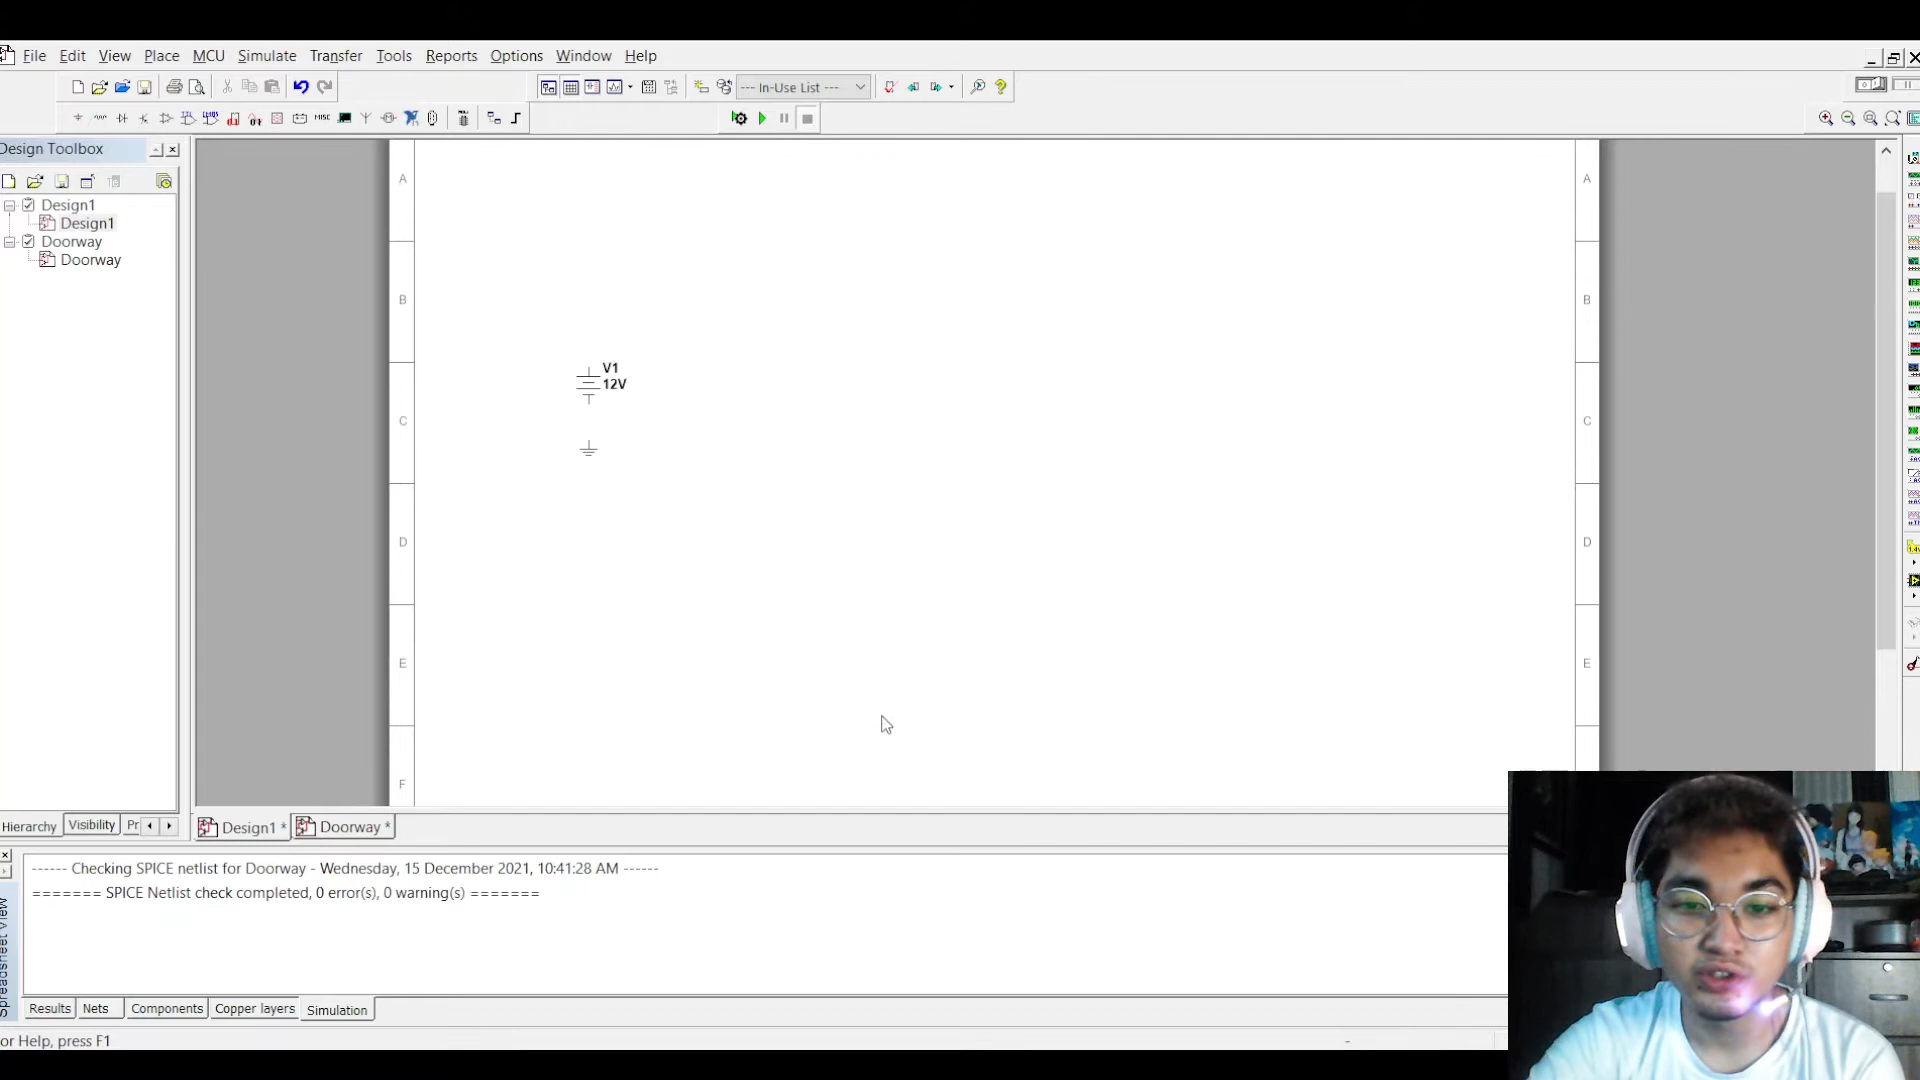 File Edit View Place MCU Simulate Transfer Tools Reports Options Window Help
--- In-Use List ---
MISC
Design Toolbox
Design1
Design1
Doorway
Doorway
A
B
C
D
E
F
A
B
C
D
E
V1
12V
Hierarchy Visibility Pr
Design1 * Doorway *
------ Checking SPICE netlist for Doorway - Wednesday, 15 December 2021, 10:41:28 AM ------
======= SPICE Netlist check completed, 0 error(s), 0 warning(s) =======
Spreadsheet View
Results Nets Components Copper layers Simulation
or Help, press F1
-